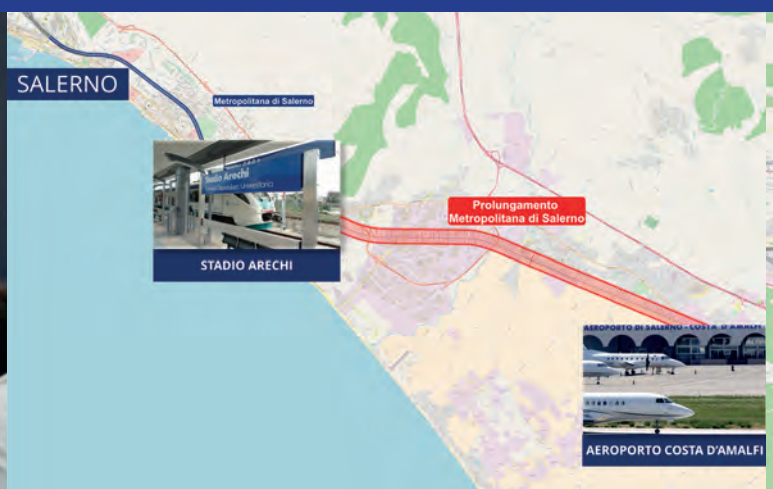 SALERNO
Metropolitana di Salerno
Stadio Arechi
STADIO ARECHI
Prolungamento
Metropolitana di Salerno
AEROPORTO DI SALERNO - COSTA D'AMALFI
AEROPORTO COSTA D'AMALFI